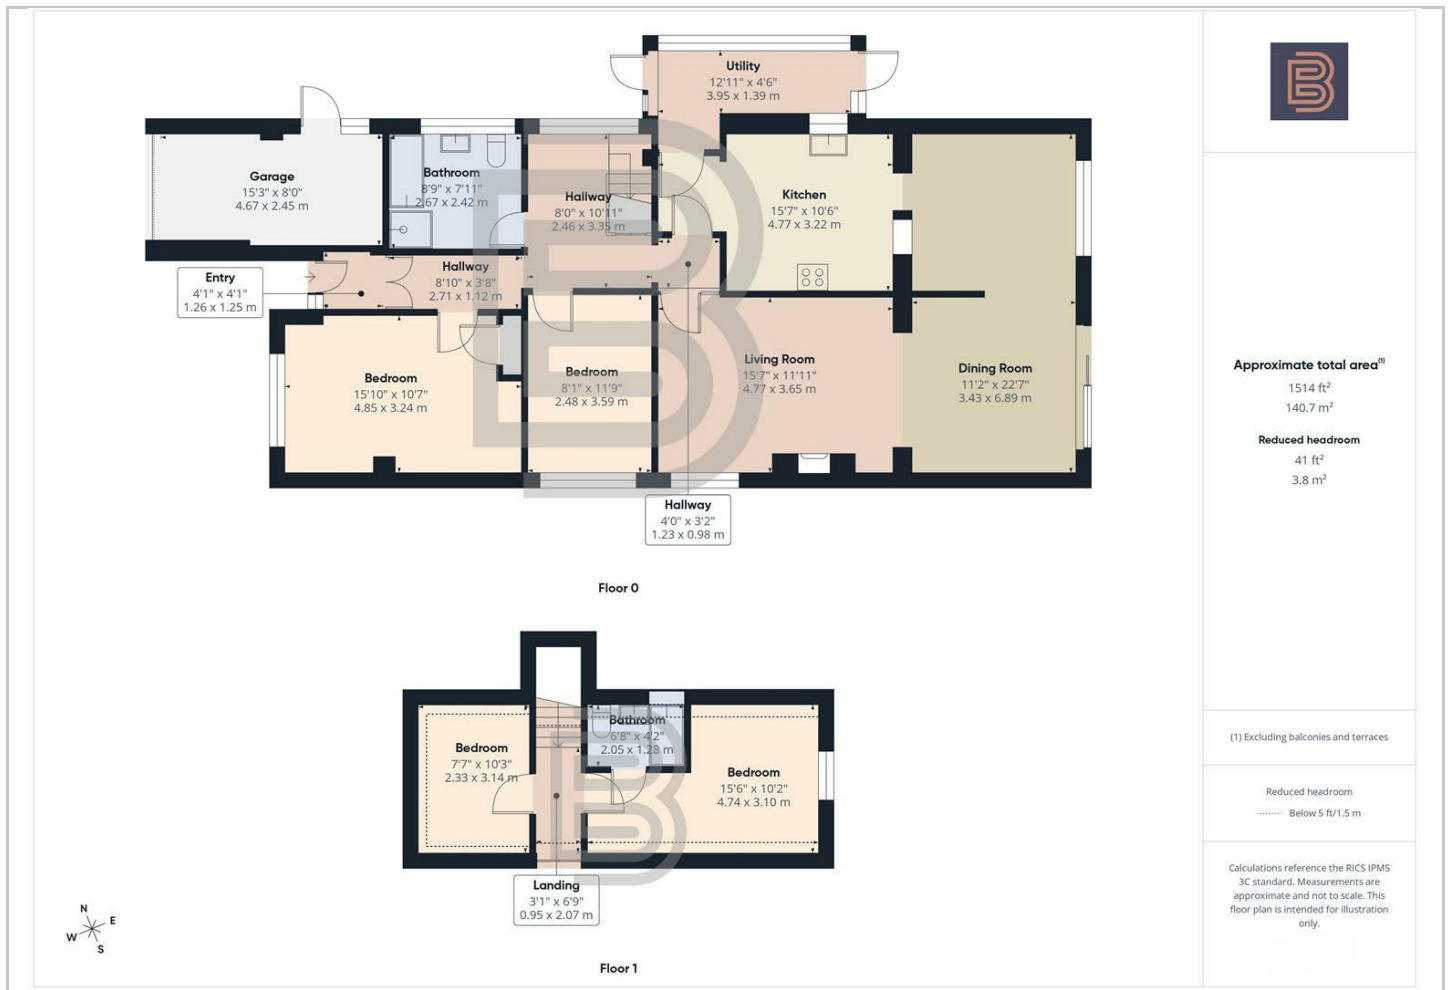 Utility
12'11" x 4'6"
3.95 x 1.39 m
Garage
15'3" x 8'0"
4.67 x 2.45 m
Bathroom
8'9" x 7'11"
2.67 x 2.42 m
Hallway
8'0" x 10'11"
2.46 x 3.35 m
Kitchen
15'7" x 10'6"
4.77 x 3.22 m
Entry
4'1" x 4'1"
1.26 x 1.25 m
Hallway
8'10" x 3'8"
2.71 x 1.12 m
Bedroom
15'10" x 10'7"
4.85 x 3.24 m
Bedroom
8'1" x 11'9"
2.48 x 3.59 m
Living Room
15'7" x 11'11"
4.77 x 3.65 m
Dining Room
11'2" x 22'7"
3.43 x 6.89 m
Hallway
4'0" x 3'2"
1.23 x 0.98 m
Floor 0
Bedroom
7'7" x 10'3"
2.33 x 3.14 m
Bathroom
6'8" x 4'2"
2.05 x 1.28 m
Bedroom
15'6" x 10'2"
4.74 x 3.10 m
Landing
3'1" x 6'9"
0.95 x 2.07 m
N
E
W
S
Floor 1
B
Approximate total area(1)
1514 ft²
140.7 m²
Reduced headroom
41 ft²
3.8 m²
(1) Excluding balconies and terraces
Reduced headroom
Below 5 ft/1.5 m
Calculations reference the RICS IPMS
3C standard. Measurements are
approximate and not to scale. This
floor plan is intended for illustration
only.